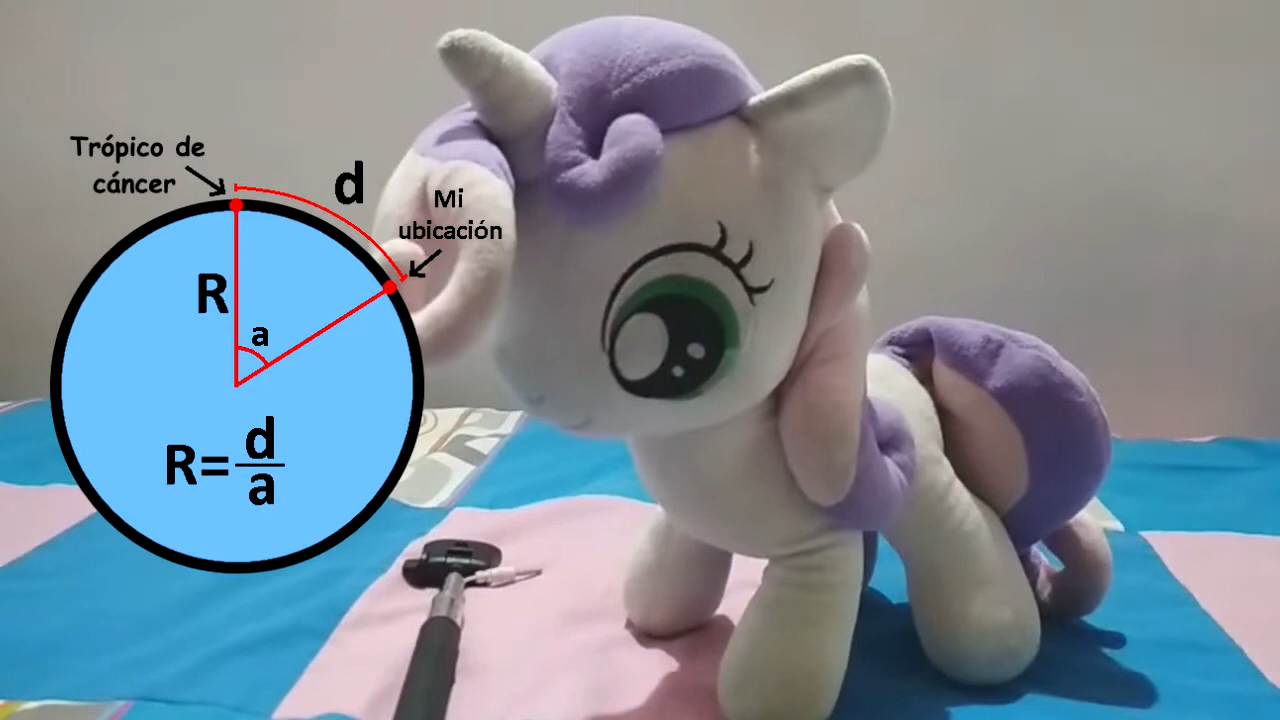 Trópico de
cáncer
d
Mi
ubicación
R
a
R=d/a